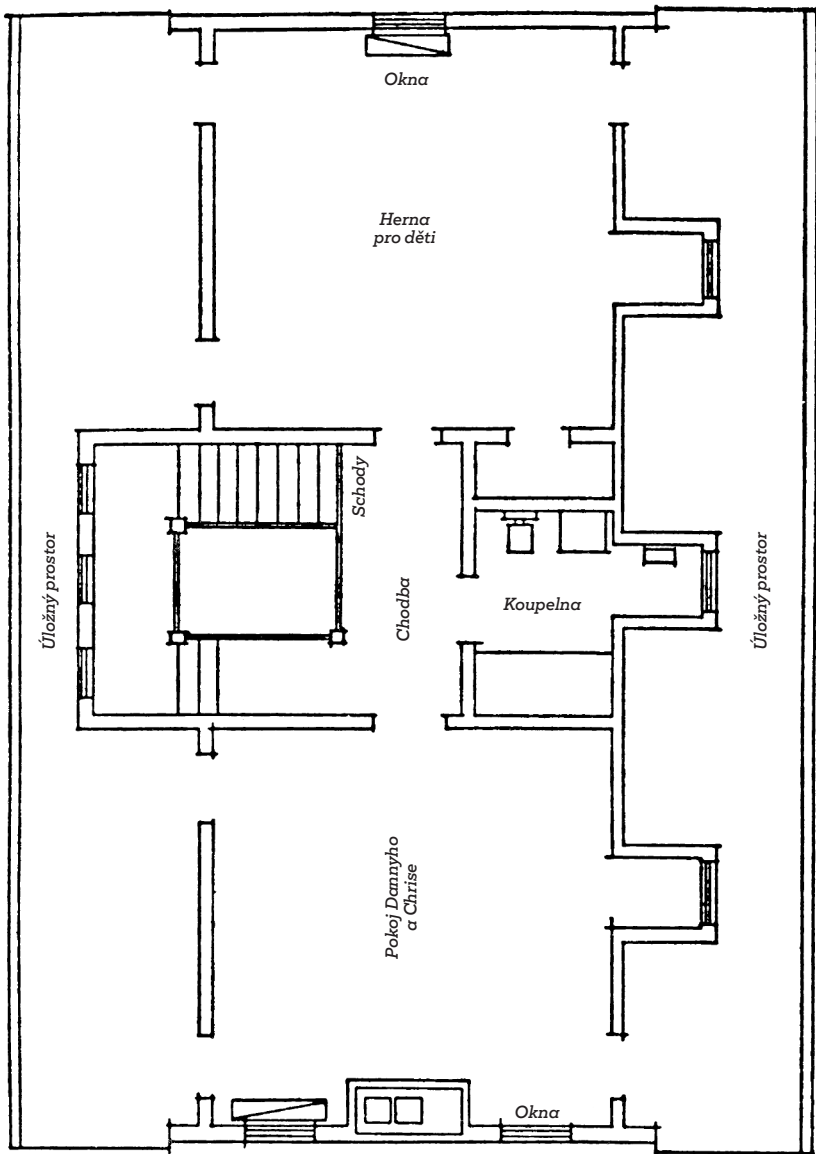 Okna
Herna
pro děti
Schody
Úložný prostor
Chodba
Koupelna
Úložný prostor
Pokoj Dannyho
a Chrise
Okna